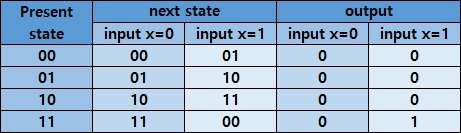 Present state next state output
input x=0 input x=1 input x=0 input x=1
00 00 01 0 0
01 01 10 0 0
10 10 11 0 0
11 11 00 0 1